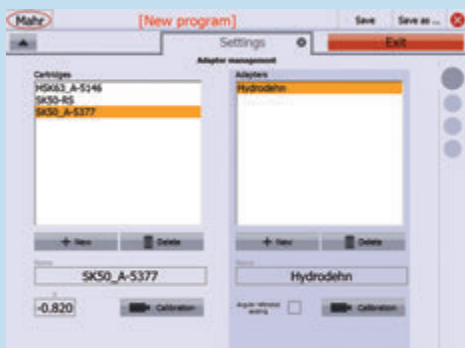 Mahr
[New program]
Save
Save as ...
Settings
Exit
Adapter management
Cartridges
HSK63_A-5146
SK50-RS
SK50_A-5377
Adapters
Hydrodehn
+ New
Delete
+ New
Delete
Name
SK50_A-5377
Name
Hydrodehn
-0.820
Calibration
Calibration